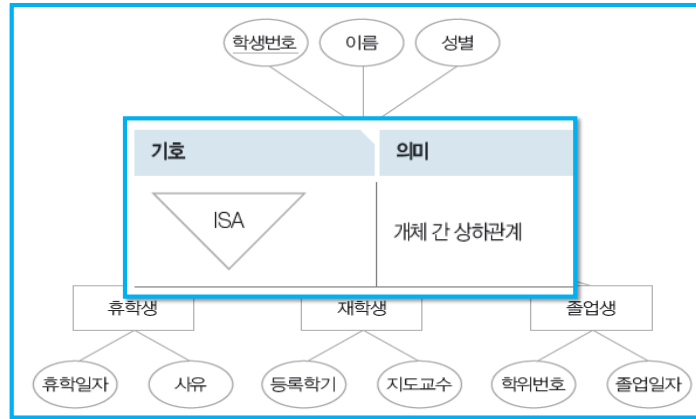 학생번호 이름 성별
기호 의미
ISA 개체 간 상하관계
휴학생 재학생 졸업생
휴학일자 사유 등록학기 지도교수 학위번호 졸업일자